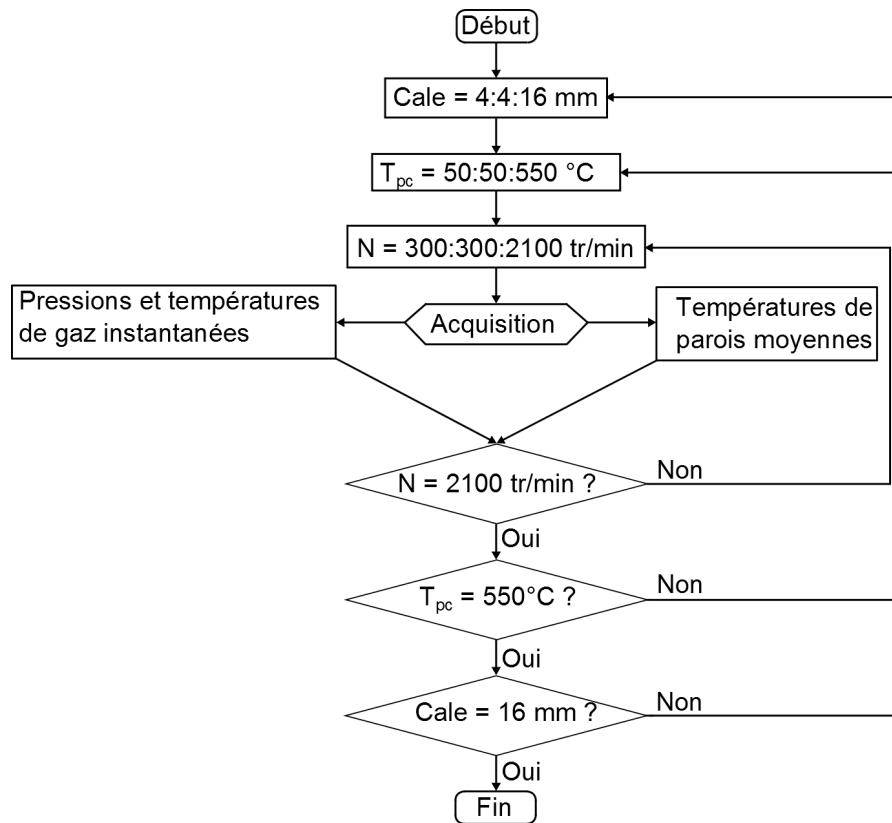 Début
Cale = 4:4:16 mm
Tpc = 50:50:550 °C
N = 300:300:2100 tr/min
Pressions et températures
de gaz instantanées
Acquisition
Températures de
parois moyennes
N = 2100 tr/min ?
Non
Oui
Tpc = 550°C ?
Non
Oui
Cale = 16 mm ?
Non
Oui
Fin